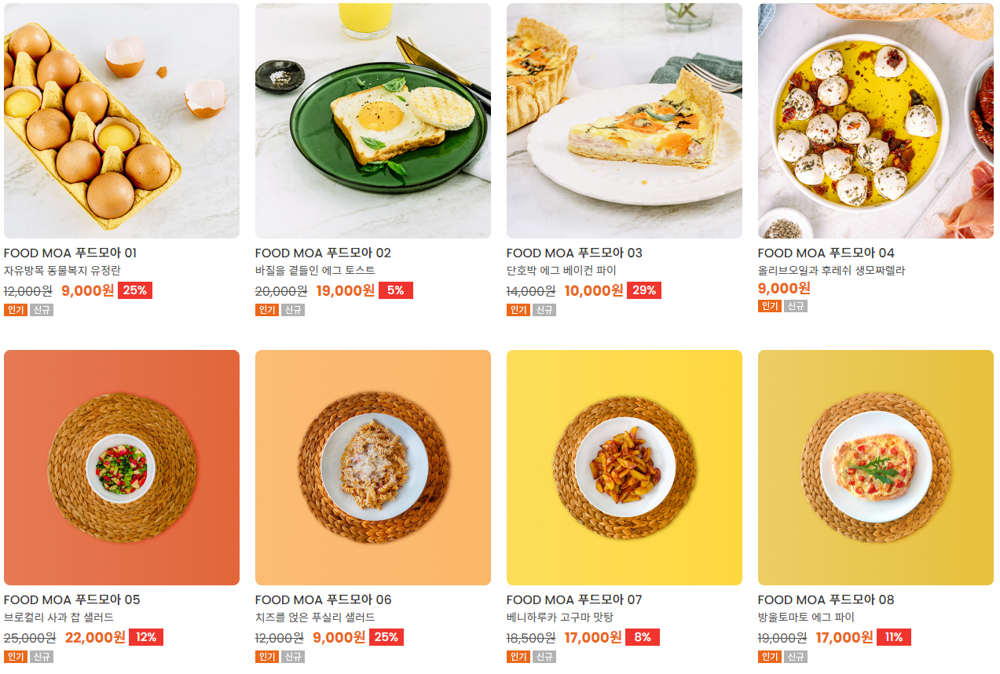 FOOD MOA 푸드모아 01
자유방목 동물복지 유정란
12,000원 9,000원 25%
인기 신규
FOOD MOA 푸드모아 02
바질을 곁들인 에그 토스트
20,000원 19,000원 5%
인기 신규
FOOD MOA 푸드모아 03
단호박 에그 베이컨 파이
14,000원 10,000원 29%
인기 신규
FOOD MOA 푸드모아 04
올리브오일과 후레쉬 생모짜렐라
9,000원
인기 신규
FOOD MOA 푸드모아 05
브로컬리 사과 찹 샐러드
25,000원 22,000원 12%
인기 신규
FOOD MOA 푸드모아 06
치즈를 얹은 푸실리 샐러드
12,000원 9,000원 25%
인기 신규
FOOD MOA 푸드모아 07
베니하루카 고구마 맛탕
18,500원 17,000원 8%
인기 신규
FOOD MOA 푸드모아 08
방울토마토 에그 파이
19,000원 17,000원 11%
인기 신규